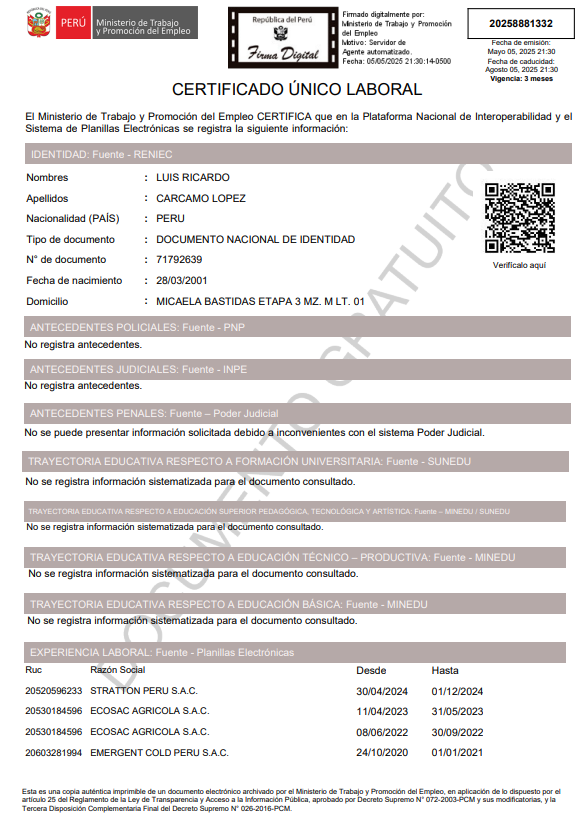 PERÚ
Ministerio de Trabajo
y Promoción del Empleo
República del Perú
Firma Digital
Firmado digitalmente por:
Ministerio de Trabajo y Promoción
del Empleo
Motivo: Servidor de
Agente automatizado.
Fecha: 05/05/2025 21:30:14-0500
20258881332
Fecha de emisión:
Mayo 05, 2025 21:30
Fecha de caducidad:
Agosto 05, 2025 21:30
Vigencia: 3 meses
CERTIFICADO ÚNICO LABORAL
El Ministerio de Trabajo y Promoción del Empleo CERTIFICA que en la Plataforma Nacional de Interoperabilidad y el
Sistema de Planillas Electrónicas se registra la siguiente información:
IDENTIDAD: Fuente - RENIEC
Nombres : LUIS RICARDO
Apellidos : CARCAMO LOPEZ
Nacionalidad (PAÍS) : PERU
Tipo de documento : DOCUMENTO NACIONAL DE IDENTIDAD
N° de documento : 71792639
Fecha de nacimiento : 28/03/2001
Domicilio : MICAELA BASTIDAS ETAPA 3 MZ. M LT. 01
Verifícalo aquí
DOCUMENTO GRATUITO
ANTECEDENTES POLICIALES: Fuente - PNP
No registra antecedentes.
ANTECEDENTES JUDICIALES: Fuente - INPE
No registra antecedentes.
ANTECEDENTES PENALES: Fuente – Poder Judicial
No se puede presentar información solicitada debido a inconvenientes con el sistema Poder Judicial.
TRAYECTORIA EDUCATIVA RESPECTO A FORMACIÓN UNIVERSITARIA: Fuente - SUNEDU
No se registra información sistematizada para el documento consultado.
TRAYECTORIA EDUCATIVA RESPECTO A EDUCACIÓN SUPERIOR PEDAGÓGICA, TECNOLÓGICA Y ARTÍSTICA: Fuente – MINEDU / SUNEDU
No se registra información sistematizada para el documento consultado.
TRAYECTORIA EDUCATIVA RESPECTO A EDUCACIÓN TÉCNICO – PRODUCTIVA: Fuente - MINEDU
No se registra información sistematizada para el documento consultado.
TRAYECTORIA EDUCATIVA RESPECTO A EDUCACIÓN BÁSICA: Fuente - MINEDU
No se registra información sistematizada para el documento consultado.
EXPERIENCIA LABORAL: Fuente - Planillas Electrónicas
Ruc Razón Social Desde Hasta
20520596233 STRATTON PERU S.A.C. 30/04/2024 01/12/2024
20530184596 ECOSAC AGRICOLA S.A.C. 11/04/2023 31/05/2023
20530184596 ECOSAC AGRICOLA S.A.C. 08/06/2022 30/09/2022
20603281994 EMERGENT COLD PERU S.A.C. 24/10/2020 01/01/2021
Esta es una copia auténtica imprimible de un documento electrónico archivado por el Ministerio de Trabajo y Promoción del Empleo, en aplicación de lo dispuesto por el
artículo 25 del Reglamento de la Ley de Transparencia y Acceso a la Información Pública, aprobado por Decreto Supremo N° 072-2003-PCM y sus modificatorias, y la
Tercera Disposición Complementaria Final del Decreto Supremo N° 026-2016-PCM.